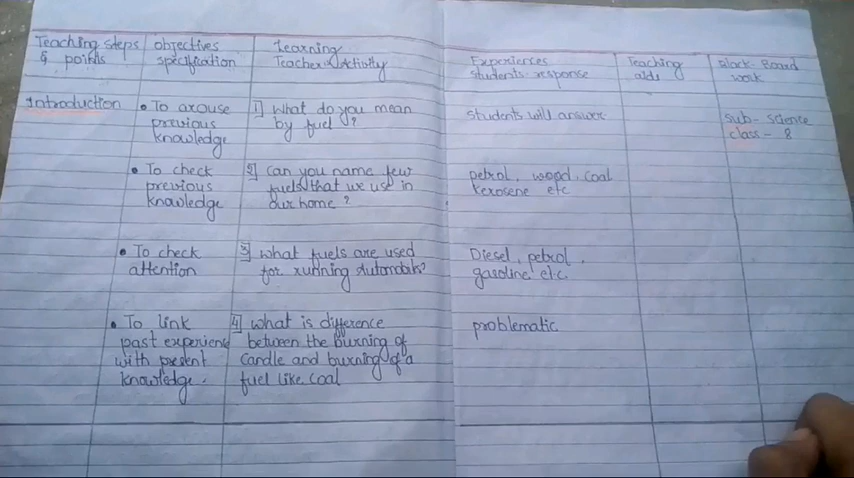 Teaching steps & points
objectives specification
Learning
Teacher Activity
Experiences
students response
Teaching aids
Black-Board work
Introduction
• To arouse previous knowledge
1] What do you mean by fuel ?
students will answer
sub- science
class - 8
• To check previous knowledge
2] can you name few fuels that we use in our home ?
petrol, wood, coal
kerosene etc
• To check attention
3] what fuels are used for running Automobils?
Diesel, petrol,
gasoline etc.
• To link past experience with present knowledge.
4] what is difference between the burning of candle and burning of a fuel like coal
problematic